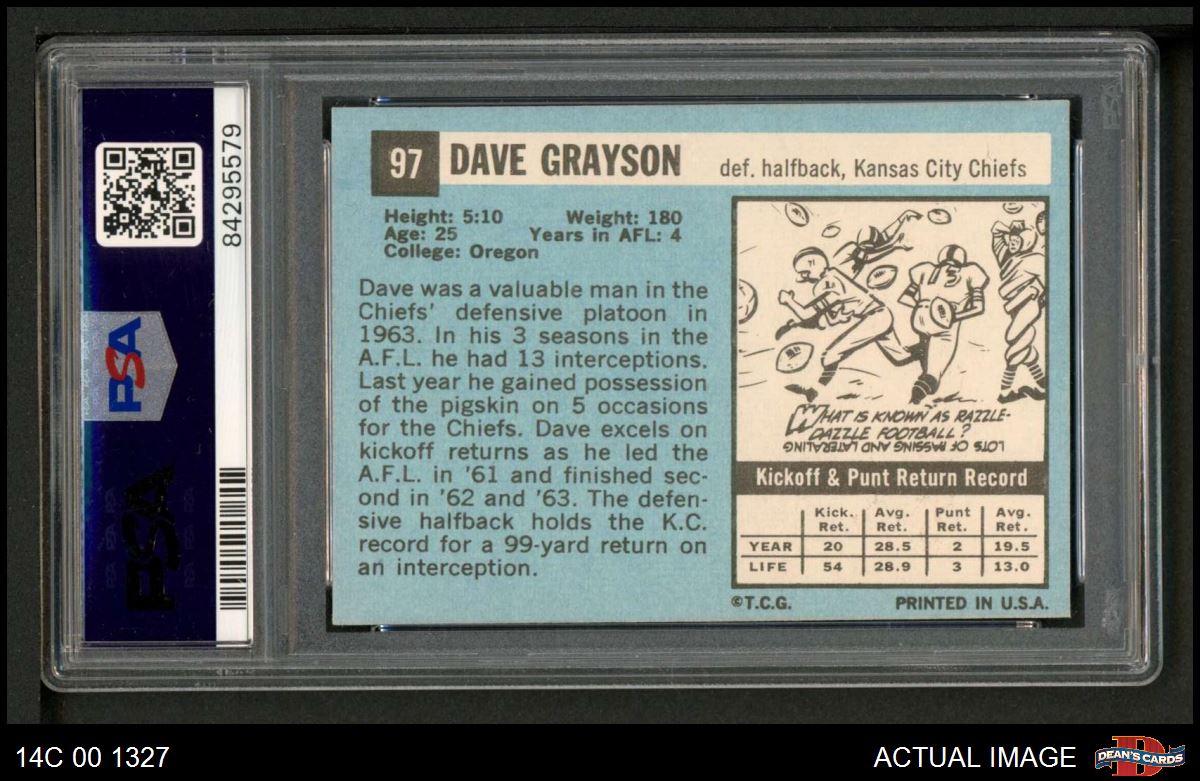 84295579
PSA
PSA
97 DAVE GRAYSON def. halfback, Kansas City Chiefs
Height: 5:10 Weight: 180
Age: 25 Years in AFL: 4
College: Oregon
Dave was a valuable man in the
Chiefs' defensive platoon in
1963. In his 3 seasons in the
A.F.L. he had 13 interceptions.
Last year he gained possession
of the pigskin on 5 occasions
for the Chiefs. Dave excels on
kickoff returns as he led the
A.F.L. in '61 and finished sec-
ond in '62 and '63. The defen-
sive halfback holds the K.C.
record for a 99-yard return on
an interception.
WHAT IS KNOWN AS RAZZLE-
DAZZLE FOOTBALL?
LOTS OF PASSING AND LATERALING
Kickoff & Punt Return Record
Kick. Avg. Punt Avg.
Ret. Ret. Ret. Ret.
YEAR 20 28.5 2 19.5
LIFE 54 28.9 3 13.0
©T.C.G. PRINTED IN U.S.A.
14C 00 1327 ACTUAL IMAGE DEAN'S CARDS